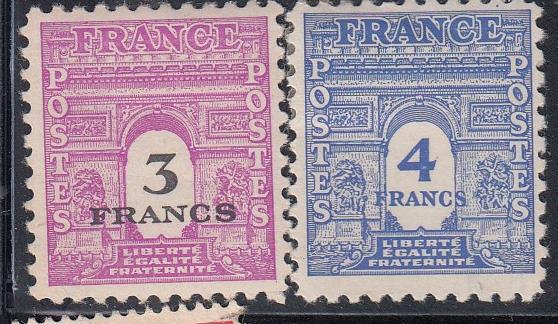 FRANCE
POSTES
POSTES
3
FRANCS
LIBERTÉ
ÉGALITÉ
FRATERNITÉ
FRANCE
POSTES
POSTES
4
FRANCS
LIBERTÉ
ÉGALITÉ
FRATERNITÉ